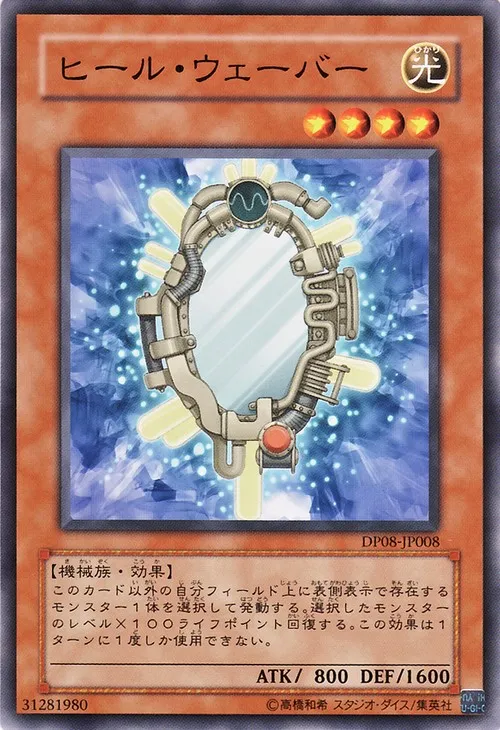 ヒール・ウェーバー
光
DP08-JP008
【機械族・効果】
このカード以外の自分フィールド上に表側表示で存在する
モンスター1体を選択して発動する。選択したモンスター
のレベル×100ライフポイント回復する。この効果は1
ターンに1度しか使用できない。
ATK/ 800 DEF/1600
31281980
©高橋和希 スタジオ・ダイス/集英社